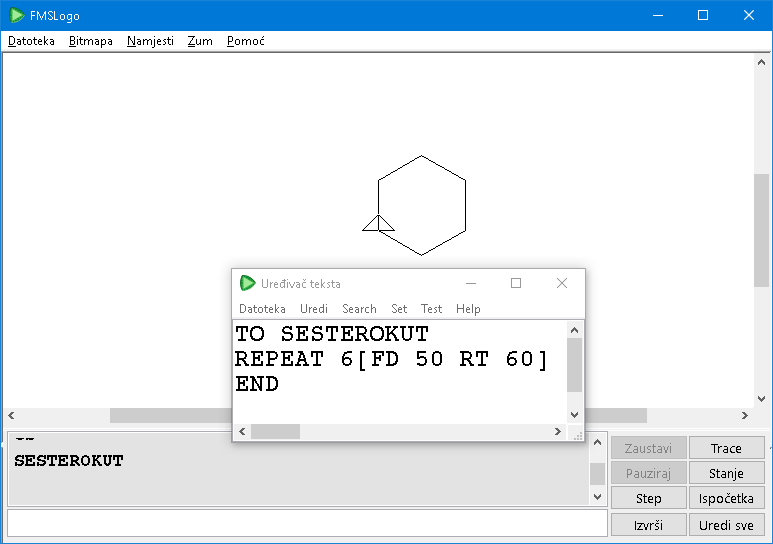 FMSLogo
Datoteka Bitmapa Namjesti Zum Pomoć
Uređivač teksta
Datoteka Uredi Search Set Test Help
TO SESTEROKUT
REPEAT 6[FD 50 RT 60]
END
SESTEROKUT
Zaustavi Trace
Pauziraj Stanje
Step Ispočetka
Izvrši Uredi sve